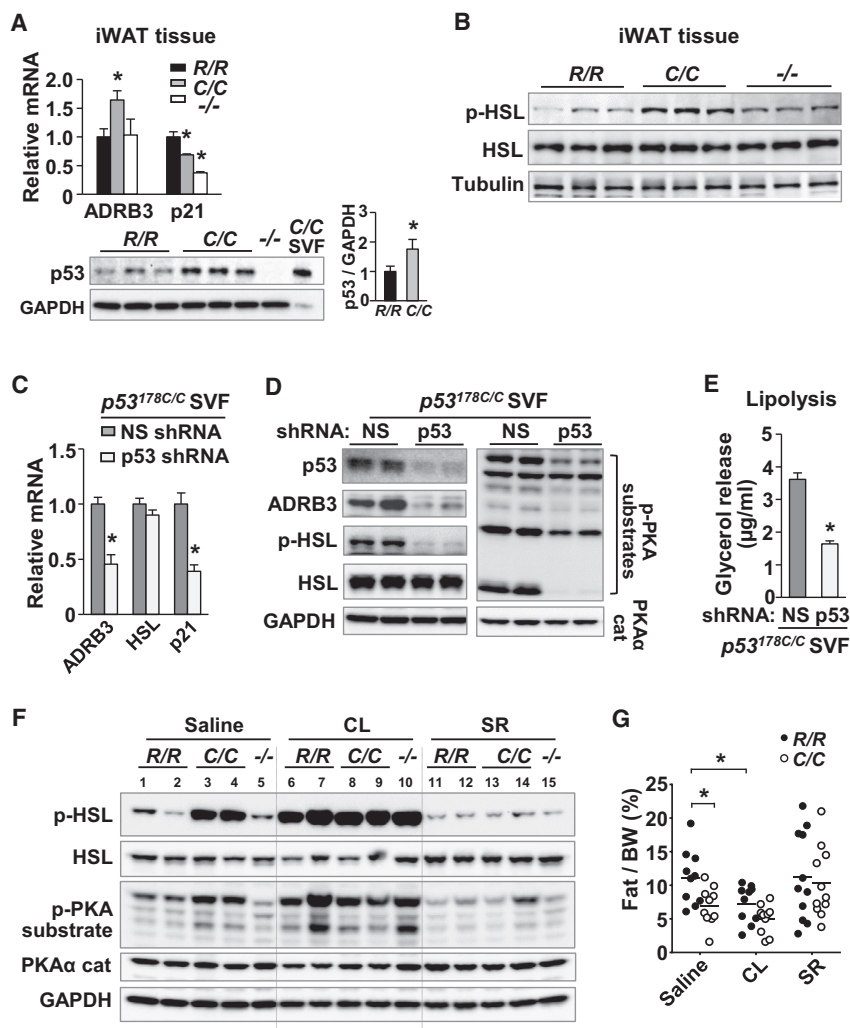 A
iWAT tissue
Relative mRNA
2.0
1.5
1.0
0.5
0
R/R
C/C
-/-
*
*
*
ADRB3 p21
R/R C/C -/- C/C SVF
p53
GAPDH
p53 / GAPDH
3
2
1
0
*
R/R C/C
B
iWAT tissue
R/R C/C -/-
p-HSL
HSL
Tubulin
C
p53178C/C SVF
NS shRNA
p53 shRNA
Relative mRNA
1.5
1.0
0.5
0
*
*
ADRB3 HSL p21
D
p53178C/C SVF
shRNA: NS p53 NS p53
p53
ADRB3
p-HSL
HSL
GAPDH
p-PKA substrates
PKAα cat
E
Lipolysis
Glycerol release (µg/ml)
5
4
3
2
1
0
*
shRNA: NS p53
p53178C/C SVF
F
Saline CL SR
R/R C/C -/- R/R C/C -/- R/R C/C -/-
1 2 3 4 5 6 7 8 9 10 11 12 13 14 15
p-HSL
HSL
p-PKA substrate
PKAα cat
GAPDH
G
R/R
C/C
*
*
Fat / BW (%)
25
20
15
10
5
0
Saline CL SR